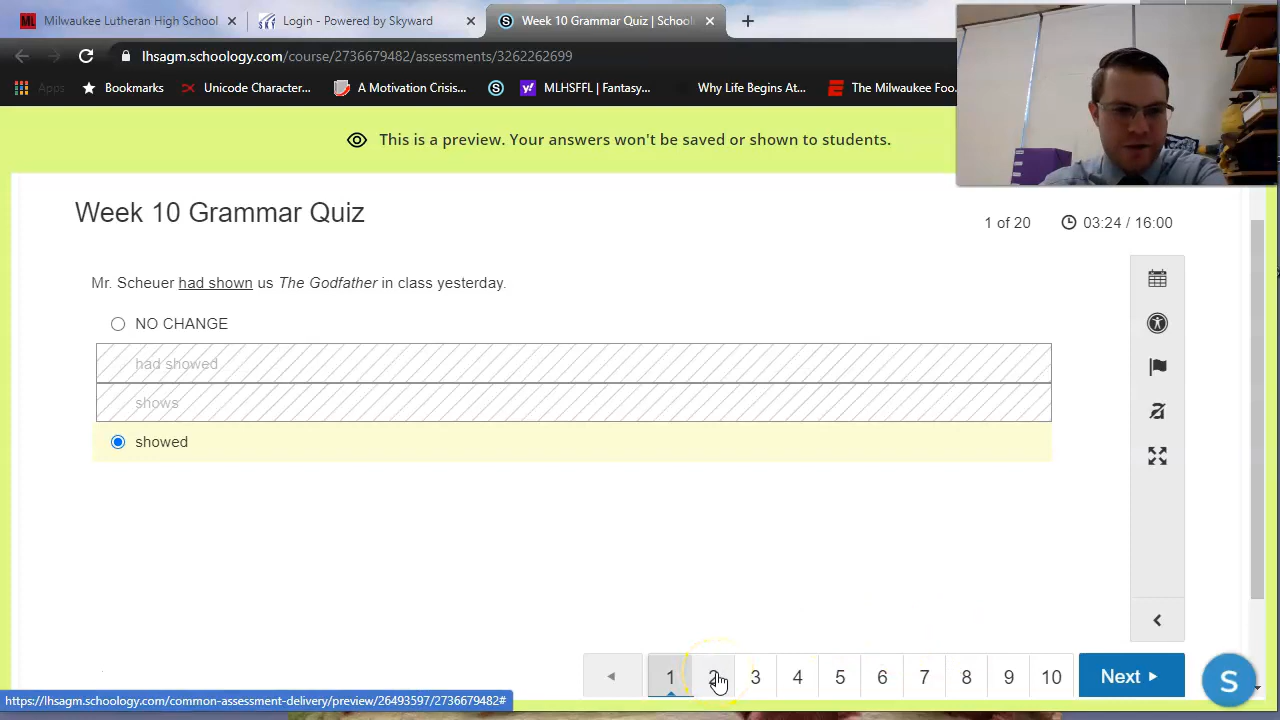 Milwaukee Lutheran High School
Login - Powered by Skyward
Week 10 Grammar Quiz | School
lhsagm.schoology.com/course/2736679482/assessments/3262262699
Apps
Bookmarks
Unicode Character...
A Motivation Crisis...
MLHSFFL | Fantasy...
Why Life Begins At...
The Milwaukee Foo...
This is a preview. Your answers won't be saved or shown to students.
Week 10 Grammar Quiz
1 of 20
03:24 / 16:00
Mr. Scheuer had shown us The Godfather in class yesterday.
NO CHANGE
had showed
shows
showed
1 2 3 4 5 6 7 8 9 10 Next
S
https://lhsagm.schoology.com/common-assessment-delivery/preview/26493597/2736679482#